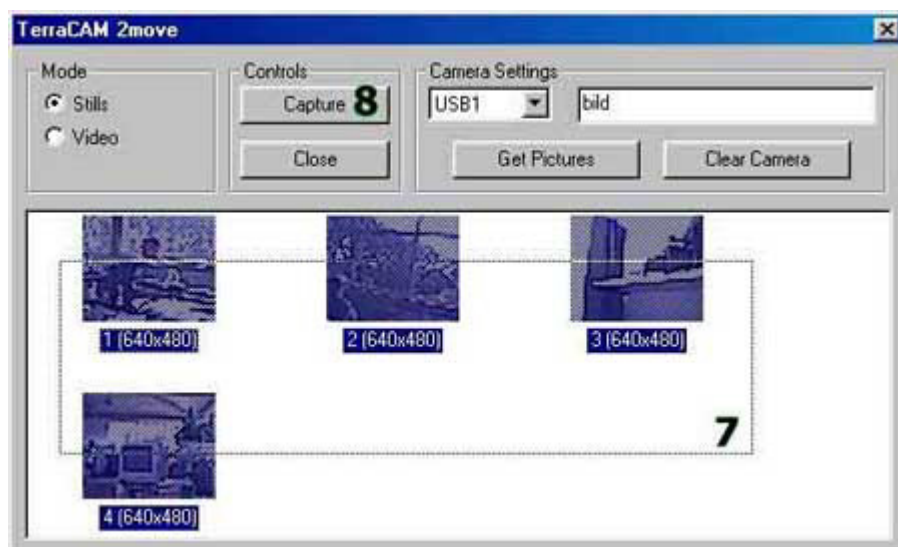 TerraCAM 2move
Mode
Stills
Video
Controls
Capture 8
Close
Camera Settings
USB1
bild
Get Pictures
Clear Camera
1 (640x480)
2 (640x480)
3 (640x480)
7
4 (640x480)